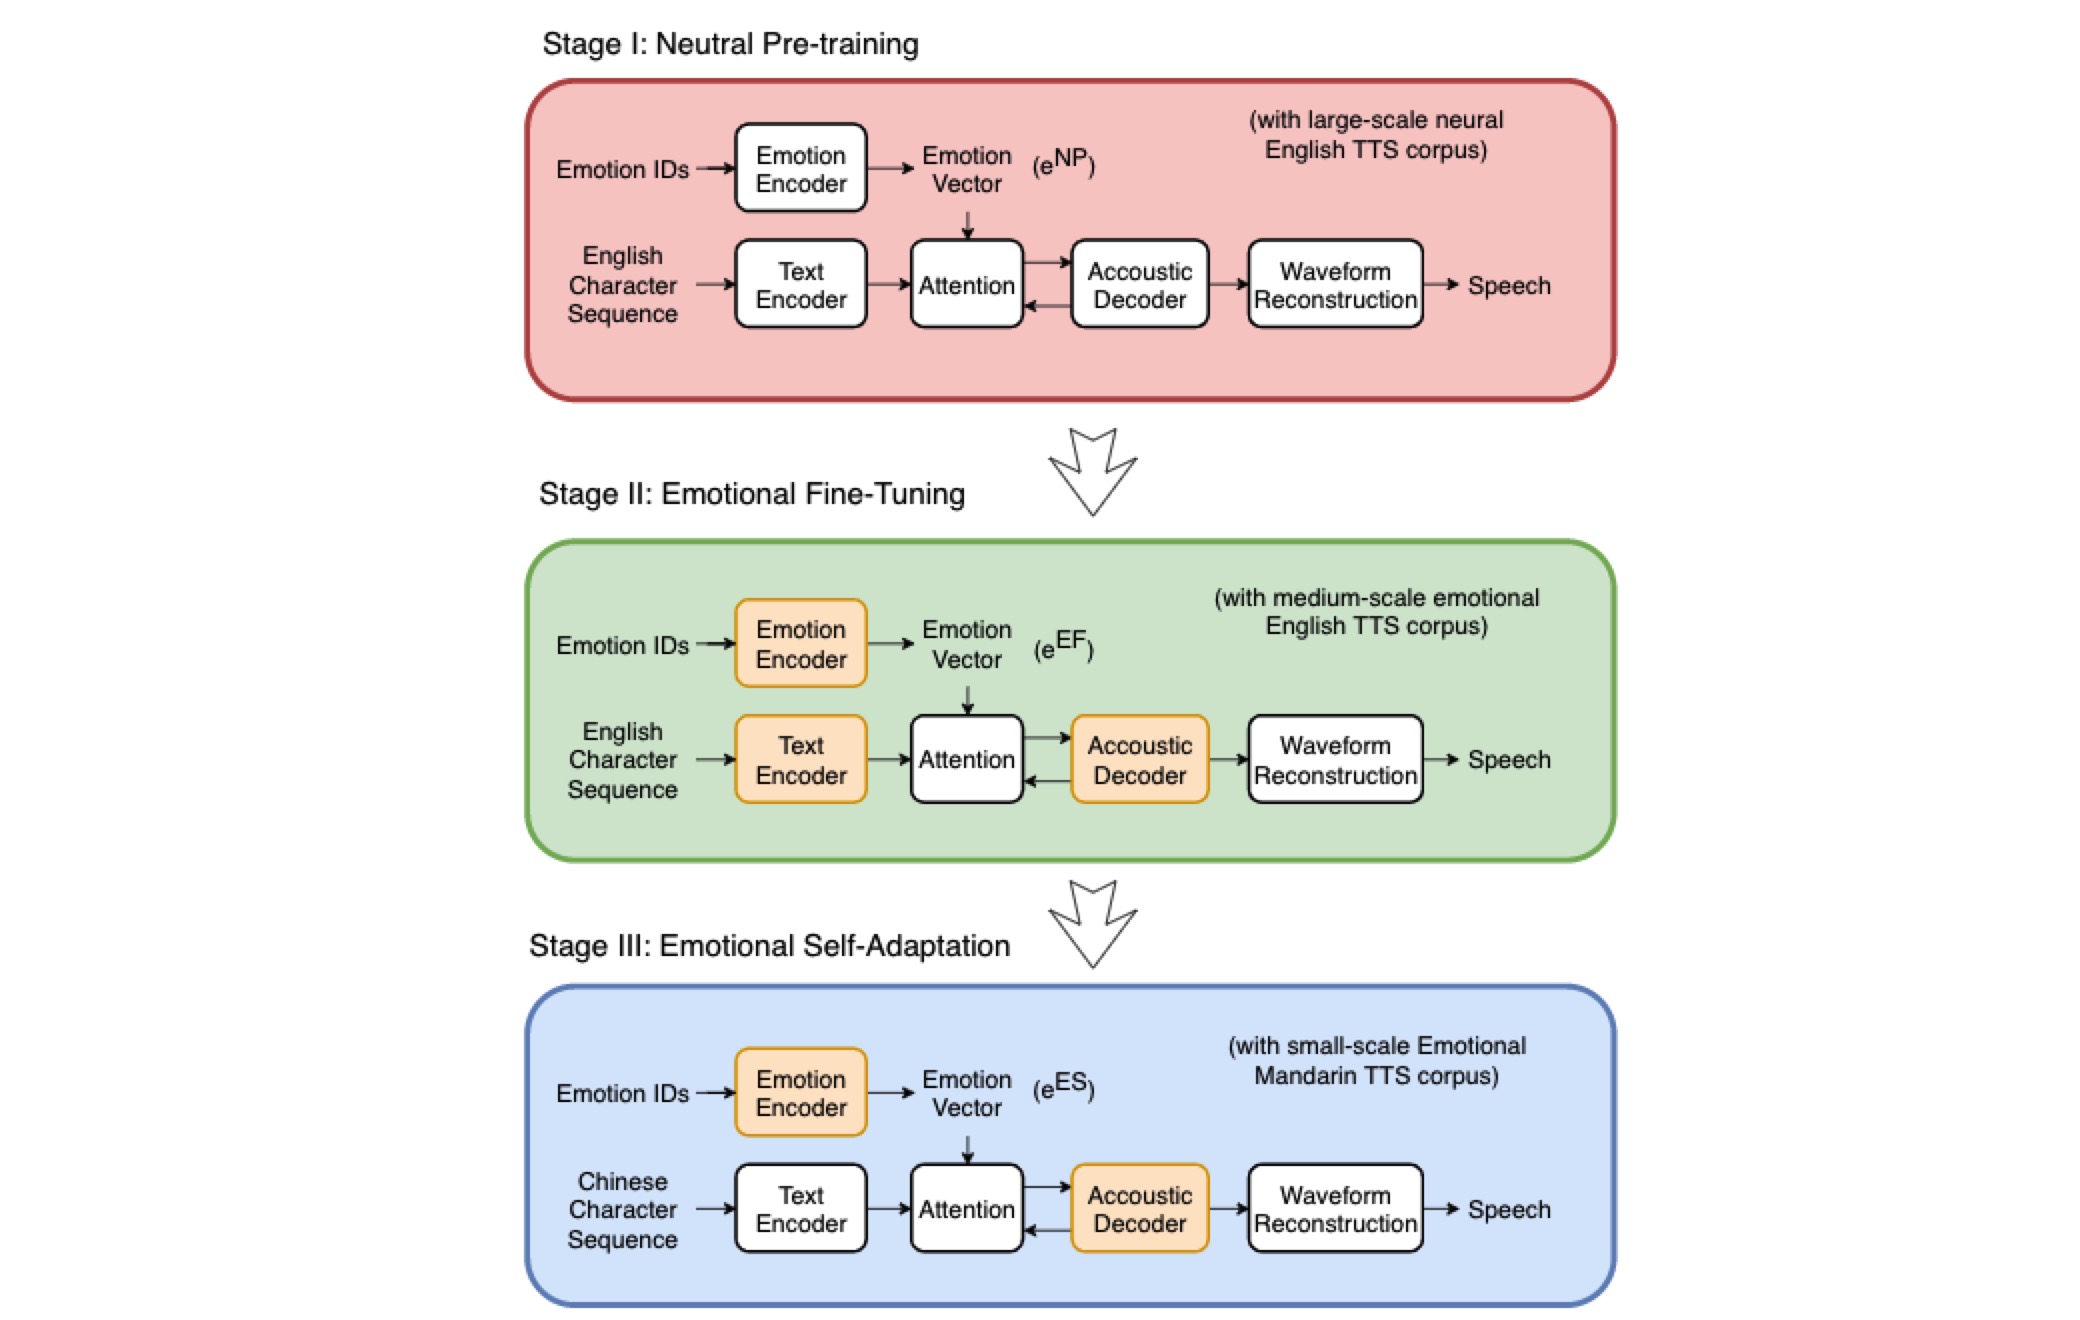 Stage I: Neutral Pre-training
(with large-scale neural
English TTS corpus)
Emotion IDs
Emotion
Encoder
Emotion
Vector
(eNP)
English
Character
Sequence
Text
Encoder
Attention
Accoustic
Decoder
Waveform
Reconstruction
Speech
Stage II: Emotional Fine-Tuning
(with medium-scale emotional
English TTS corpus)
Emotion IDs
Emotion
Encoder
Emotion
Vector
(eEF)
English
Character
Sequence
Text
Encoder
Attention
Accoustic
Decoder
Waveform
Reconstruction
Speech
Stage III: Emotional Self-Adaptation
(with small-scale Emotional
Mandarin TTS corpus)
Emotion IDs
Emotion
Encoder
Emotion
Vector
(eES)
Chinese
Character
Sequence
Text
Encoder
Attention
Accoustic
Decoder
Waveform
Reconstruction
Speech